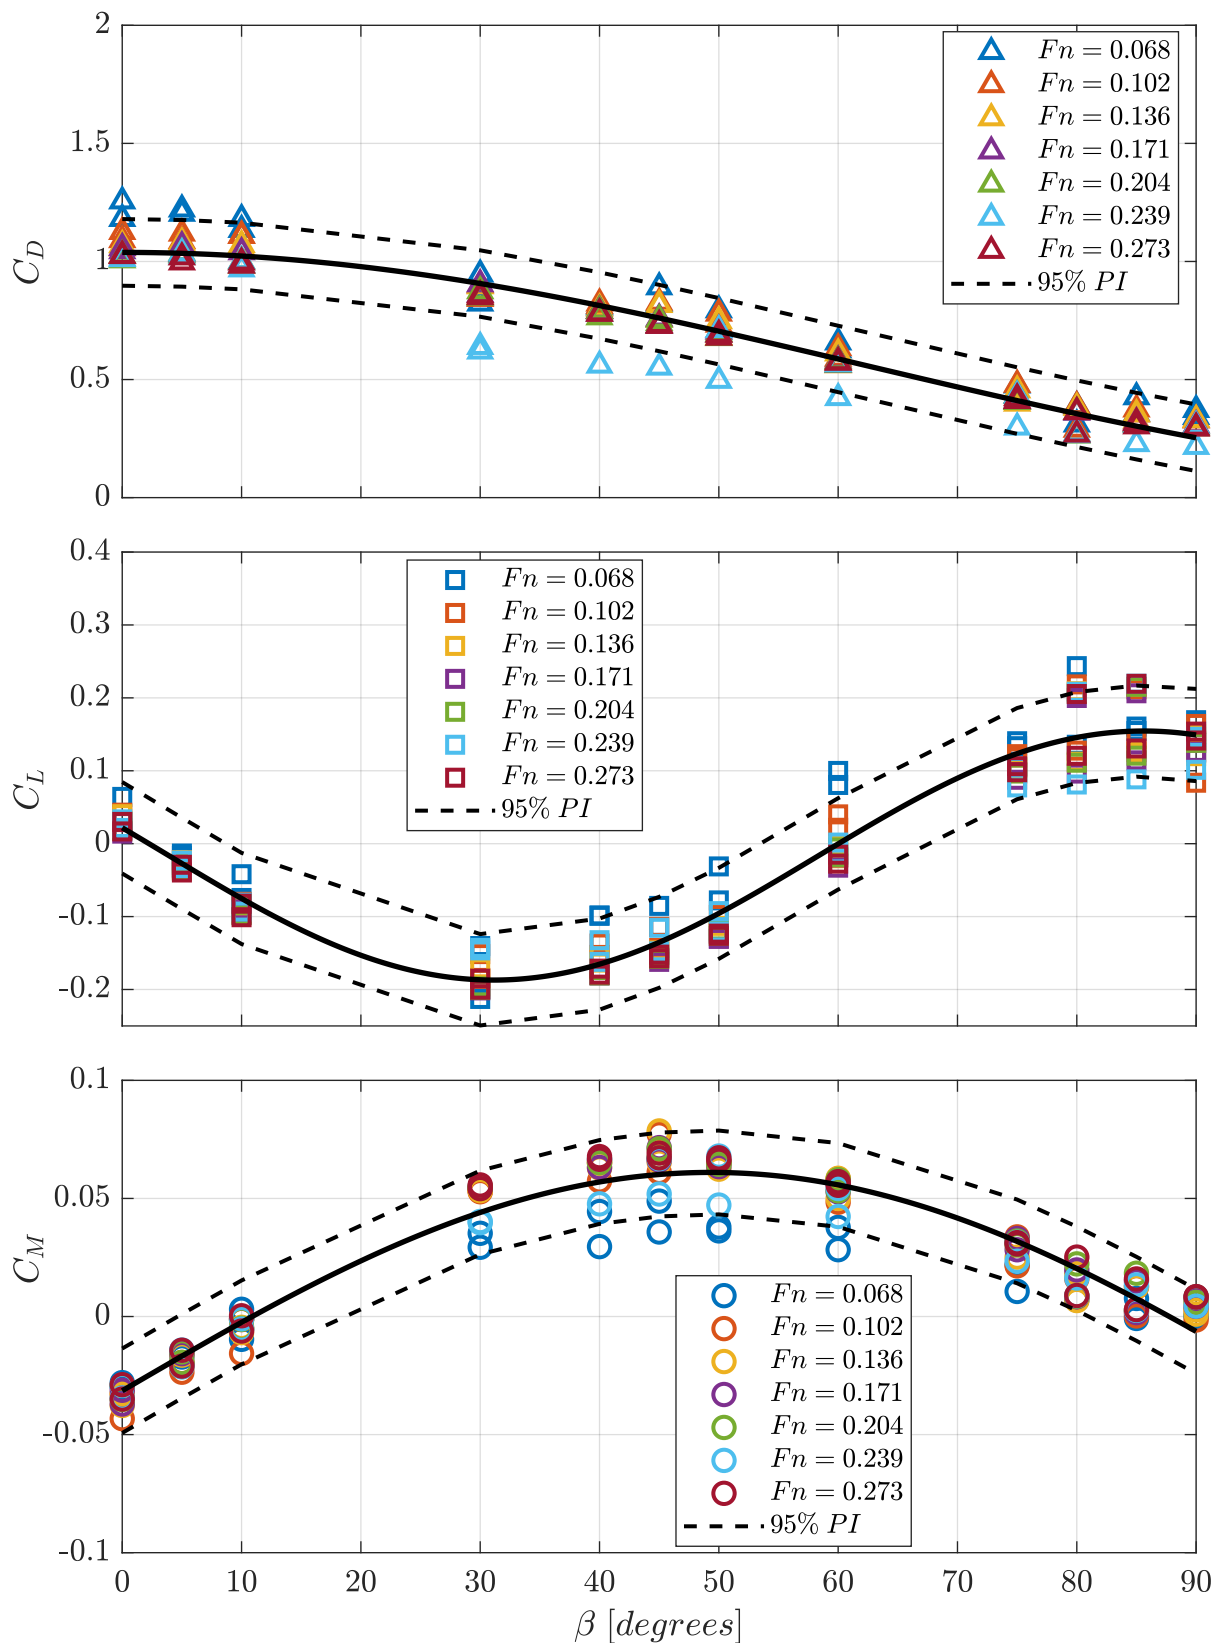 2
1.5
1
0.5
0
C_D
Fn = 0.068
Fn = 0.102
Fn = 0.136
Fn = 0.171
Fn = 0.204
Fn = 0.239
Fn = 0.273
95% PI
0.4
0.3
0.2
0.1
0
-0.1
-0.2
C_L
Fn = 0.068
Fn = 0.102
Fn = 0.136
Fn = 0.171
Fn = 0.204
Fn = 0.239
Fn = 0.273
95% PI
0.1
0.05
0
-0.05
-0.1
C_M
Fn = 0.068
Fn = 0.102
Fn = 0.136
Fn = 0.171
Fn = 0.204
Fn = 0.239
Fn = 0.273
95% PI
0 10 20 30 40 50 60 70 80 90
β [degrees]